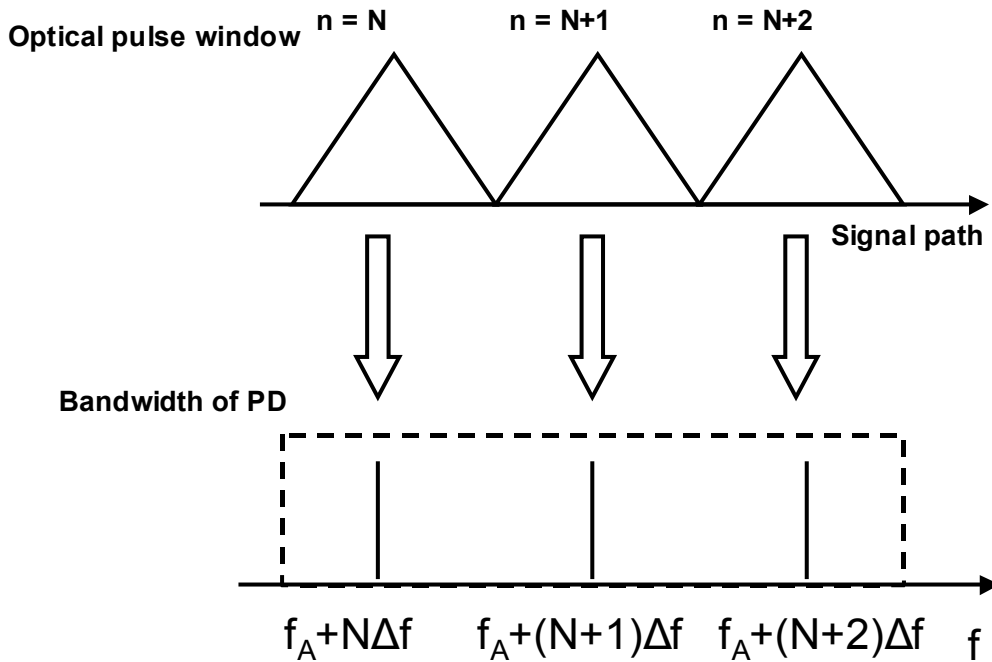 Optical pulse window
n = N
n = N+1
n = N+2
Signal path
Bandwidth of PD
f_A+NΔf
f_A+(N+1)Δf
f_A+(N+2)Δf
f